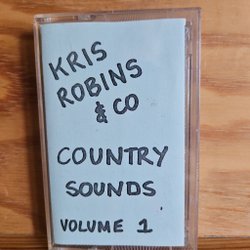 KRIS
ROBINS
& CO
COUNTRY
SOUNDS
VOLUME 1